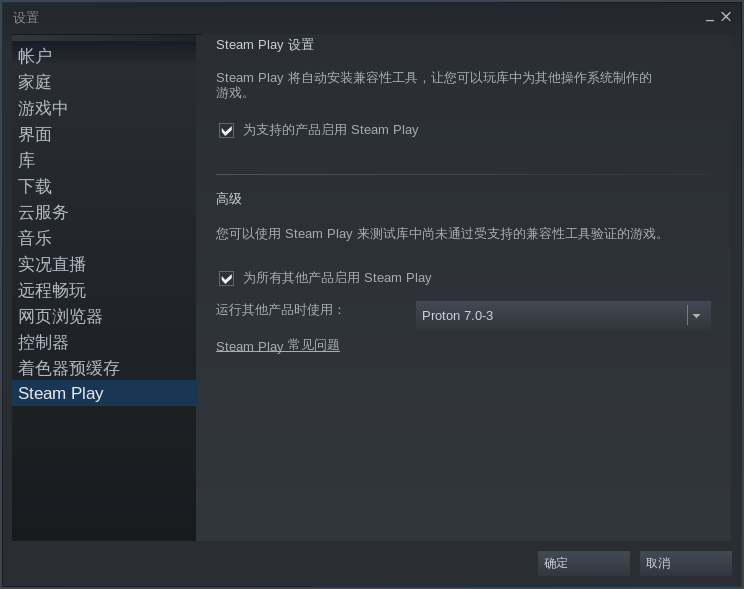 设置
帐户
家庭
游戏中
界面
库
下载
云服务
音乐
实况直播
远程畅玩
网页浏览器
控制器
着色器预缓存
Steam Play
Steam Play 设置
Steam Play 将自动安装兼容性工具，让您可以玩库中为其他操作系统制作的
游戏。
为支持的产品启用 Steam Play
高级
您可以使用 Steam Play 来测试库中尚未通过受支持的兼容性工具验证的游戏。
为所有其他产品启用 Steam Play
运行其他产品时使用：
Proton 7.0-3
Steam Play 常见问题
确定
取消